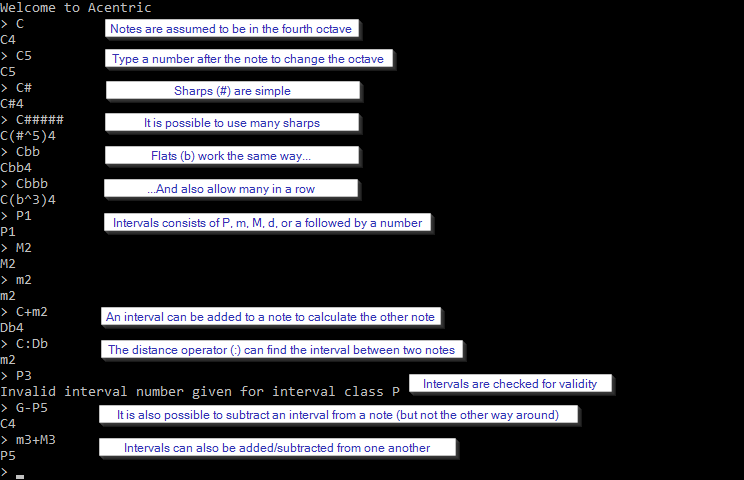 Welcome to Acentric
> C
Notes are assumed to be in the fourth octave
C4
> C5
Type a number after the note to change the octave
C5
> C#
Sharps (#) are simple
C#4
> C#####
It is possible to use many sharps
C(#^5)4
> Cbb
Flats (b) work the same way...
Cbb4
> Cbbb
...And also allow many in a row
C(b^3)4
> P1
Intervals consists of P, m, M, d, or a followed by a number
P1
> M2
M2
> m2
m2
> C+m2
An interval can be added to a note to calculate the other note
Db4
> C:Db
The distance operator (:) can find the interval between two notes
m2
> P3
Intervals are checked for validity
Invalid interval number given for interval class P
> G-P5
It is also possible to subtract an interval from a note (but not the other way around)
C4
> m3+M3
Intervals can also be added/subtracted from one another
P5
>